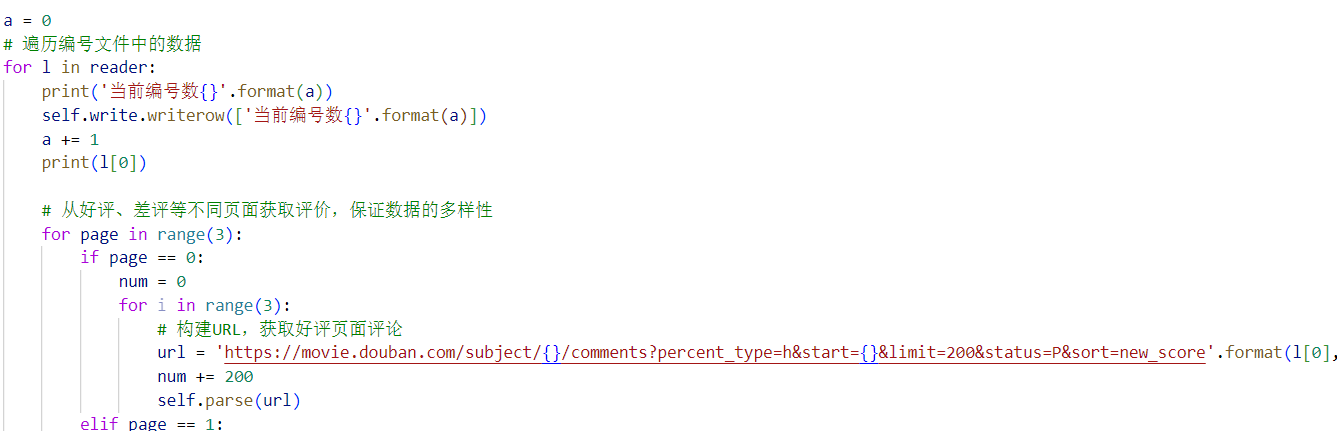 a = 0
# 遍历编号文件中的数据
for l in reader:
    print('当前编号数{}'.format(a))
    self.write.writerow(['当前编号数{}'.format(a)])
    a += 1
    print(l[0])
    # 从好评、差评等不同页面获取评价，保证数据的多样性
    for page in range(3):
        if page == 0:
            num = 0
            for i in range(3):
                # 构建URL，获取好评页面评论
                url = 'https://movie.douban.com/subject/{}/comments?percent_type=h&start={}&limit=200&status=P&sort=new_score'.format(l[0],
                num += 200
                self.parse(url)
        elif page == 1: